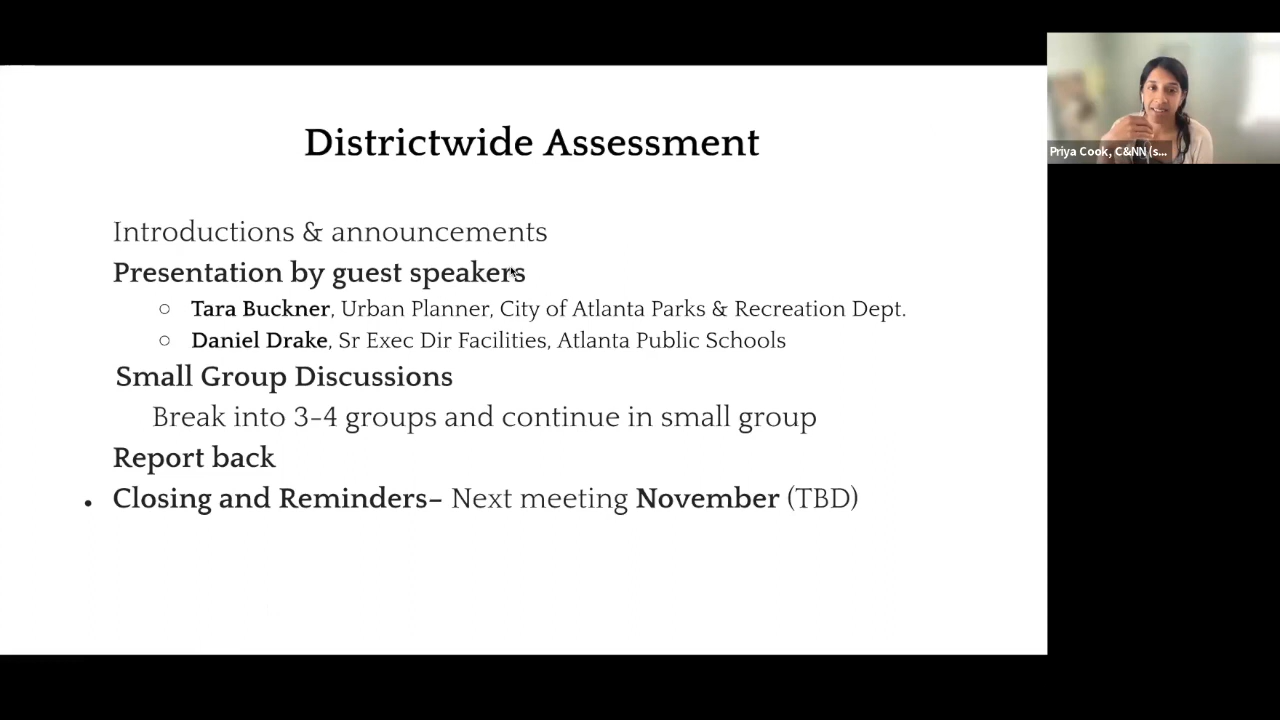 Districtwide Assessment
Introductions & announcements
Presentation by guest speakers
○ Tara Buckner, Urban Planner, City of Atlanta Parks & Recreation Dept.
○ Daniel Drake, Sr Exec Dir Facilities, Atlanta Public Schools
Small Group Discussions
Break into 3-4 groups and continue in small group
Report back
• Closing and Reminders– Next meeting November (TBD)
Priya Cook, C&NN (s...